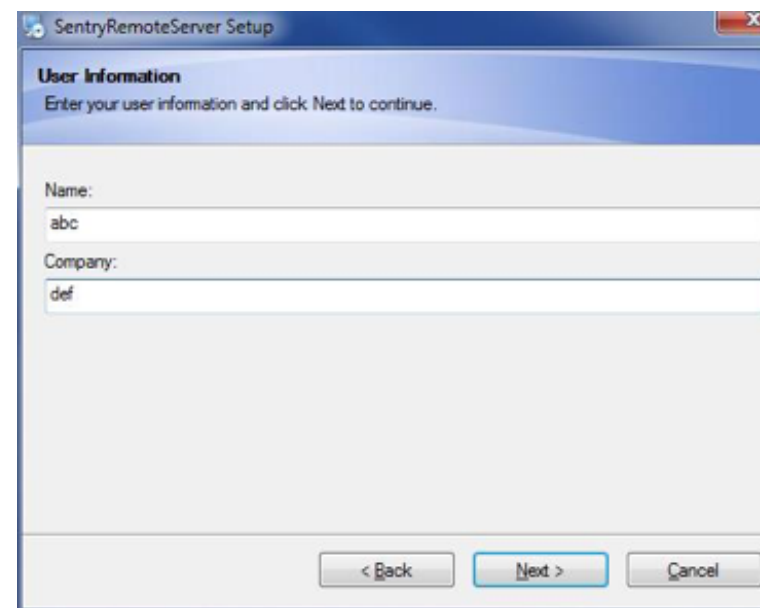 SentryRemoteServer Setup
User Information
Enter your user information and click Next to continue.
Name:
abc
Company:
def
< Back
Next >
Cancel